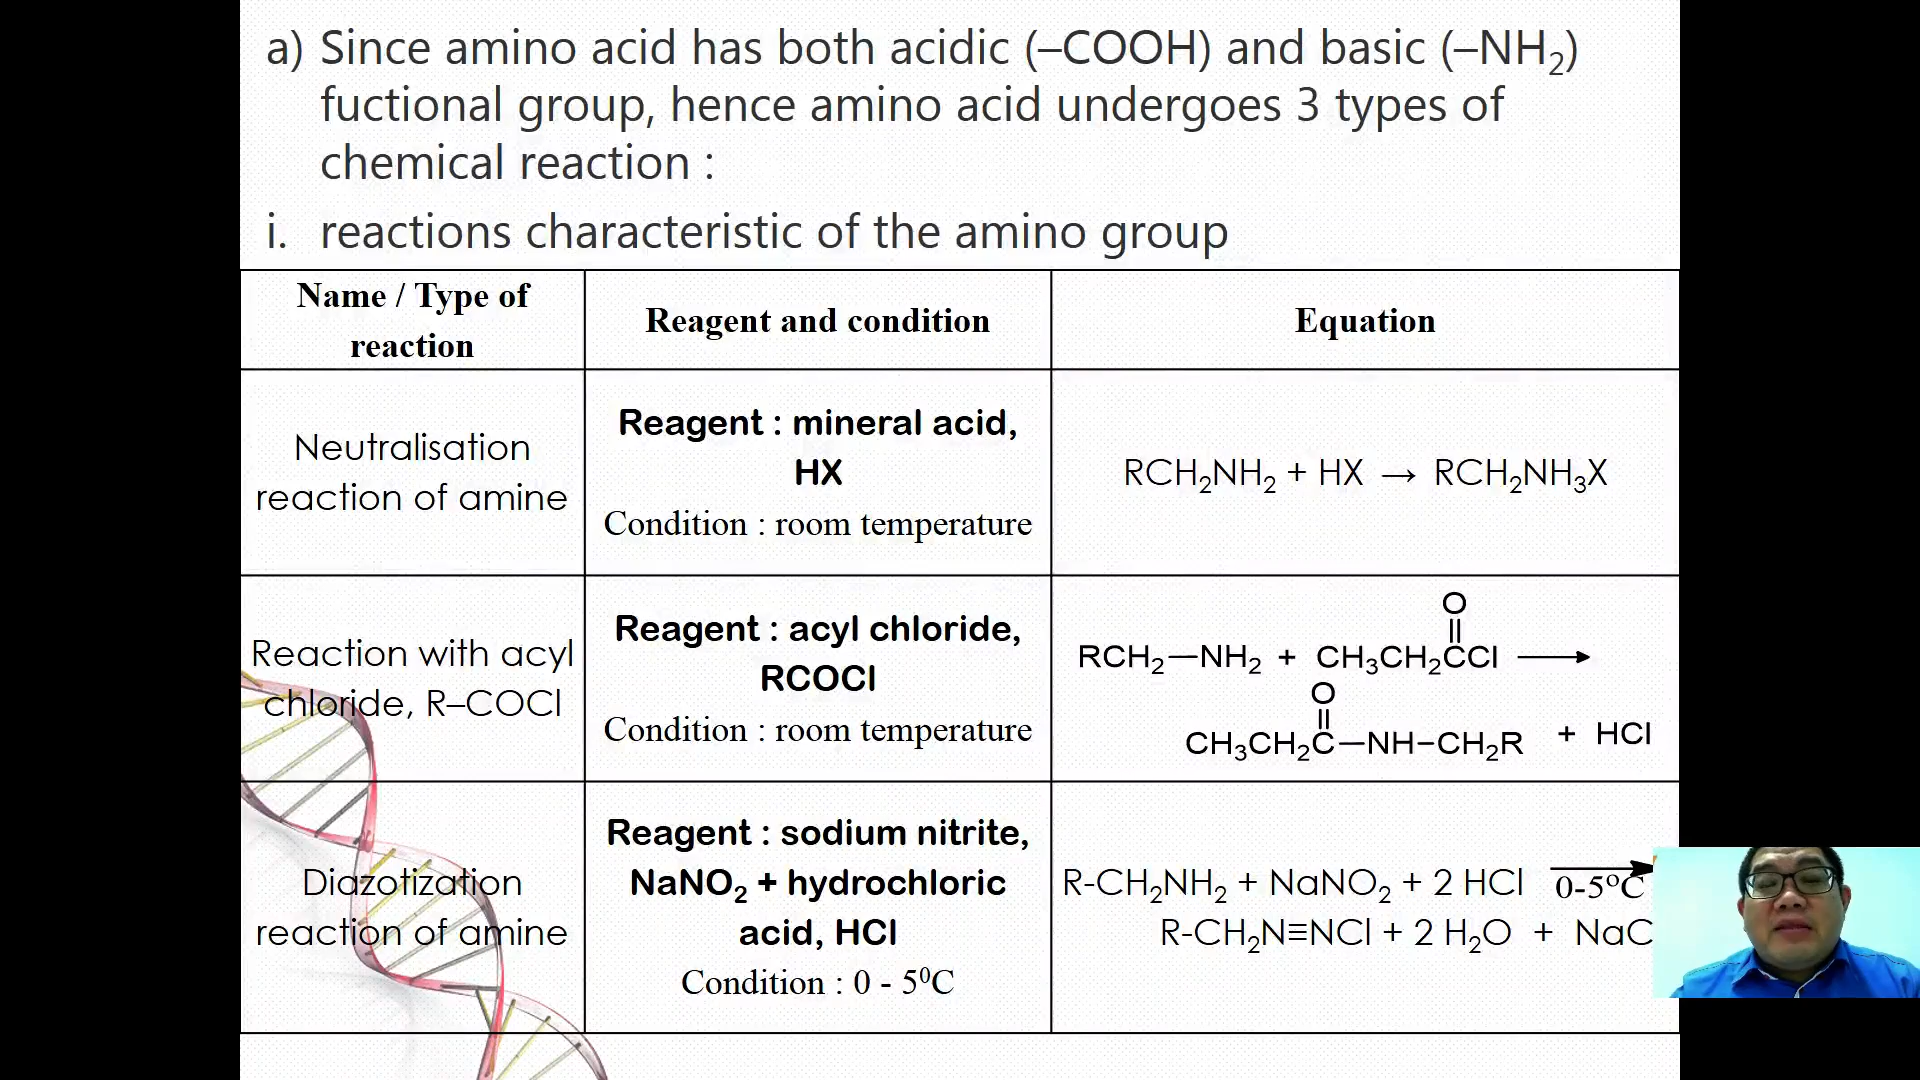 a) Since amino acid has both acidic (–COOH) and basic (–NH₂)
fuctional group, hence amino acid undergoes 3 types of
chemical reaction :
i. reactions characteristic of the amino group
Name / Type of
reaction
Reagent and condition
Equation
Neutralisation
reaction of amine
Reagent : mineral acid,
HX
Condition : room temperature
RCH₂NH₂ + HX → RCH₂NH₃X
Reaction with acyl
chloride, R–COCl
Reagent : acyl chloride,
RCOCl
Condition : room temperature
O
RCH₂—NH₂ + CH₃CH₂CCl ⟶
O
CH₃CH₂C—NH–CH₂R + HCl
Diazotization
reaction of amine
Reagent : sodium nitrite,
NaNO₂ + hydrochloric
acid, HCl
Condition : 0 - 5⁰C
R-CH₂NH₂ + NaNO₂ + 2 HCl ⟶ 0-5ºC
R-CH₂N≡NCl + 2 H₂O + NaC